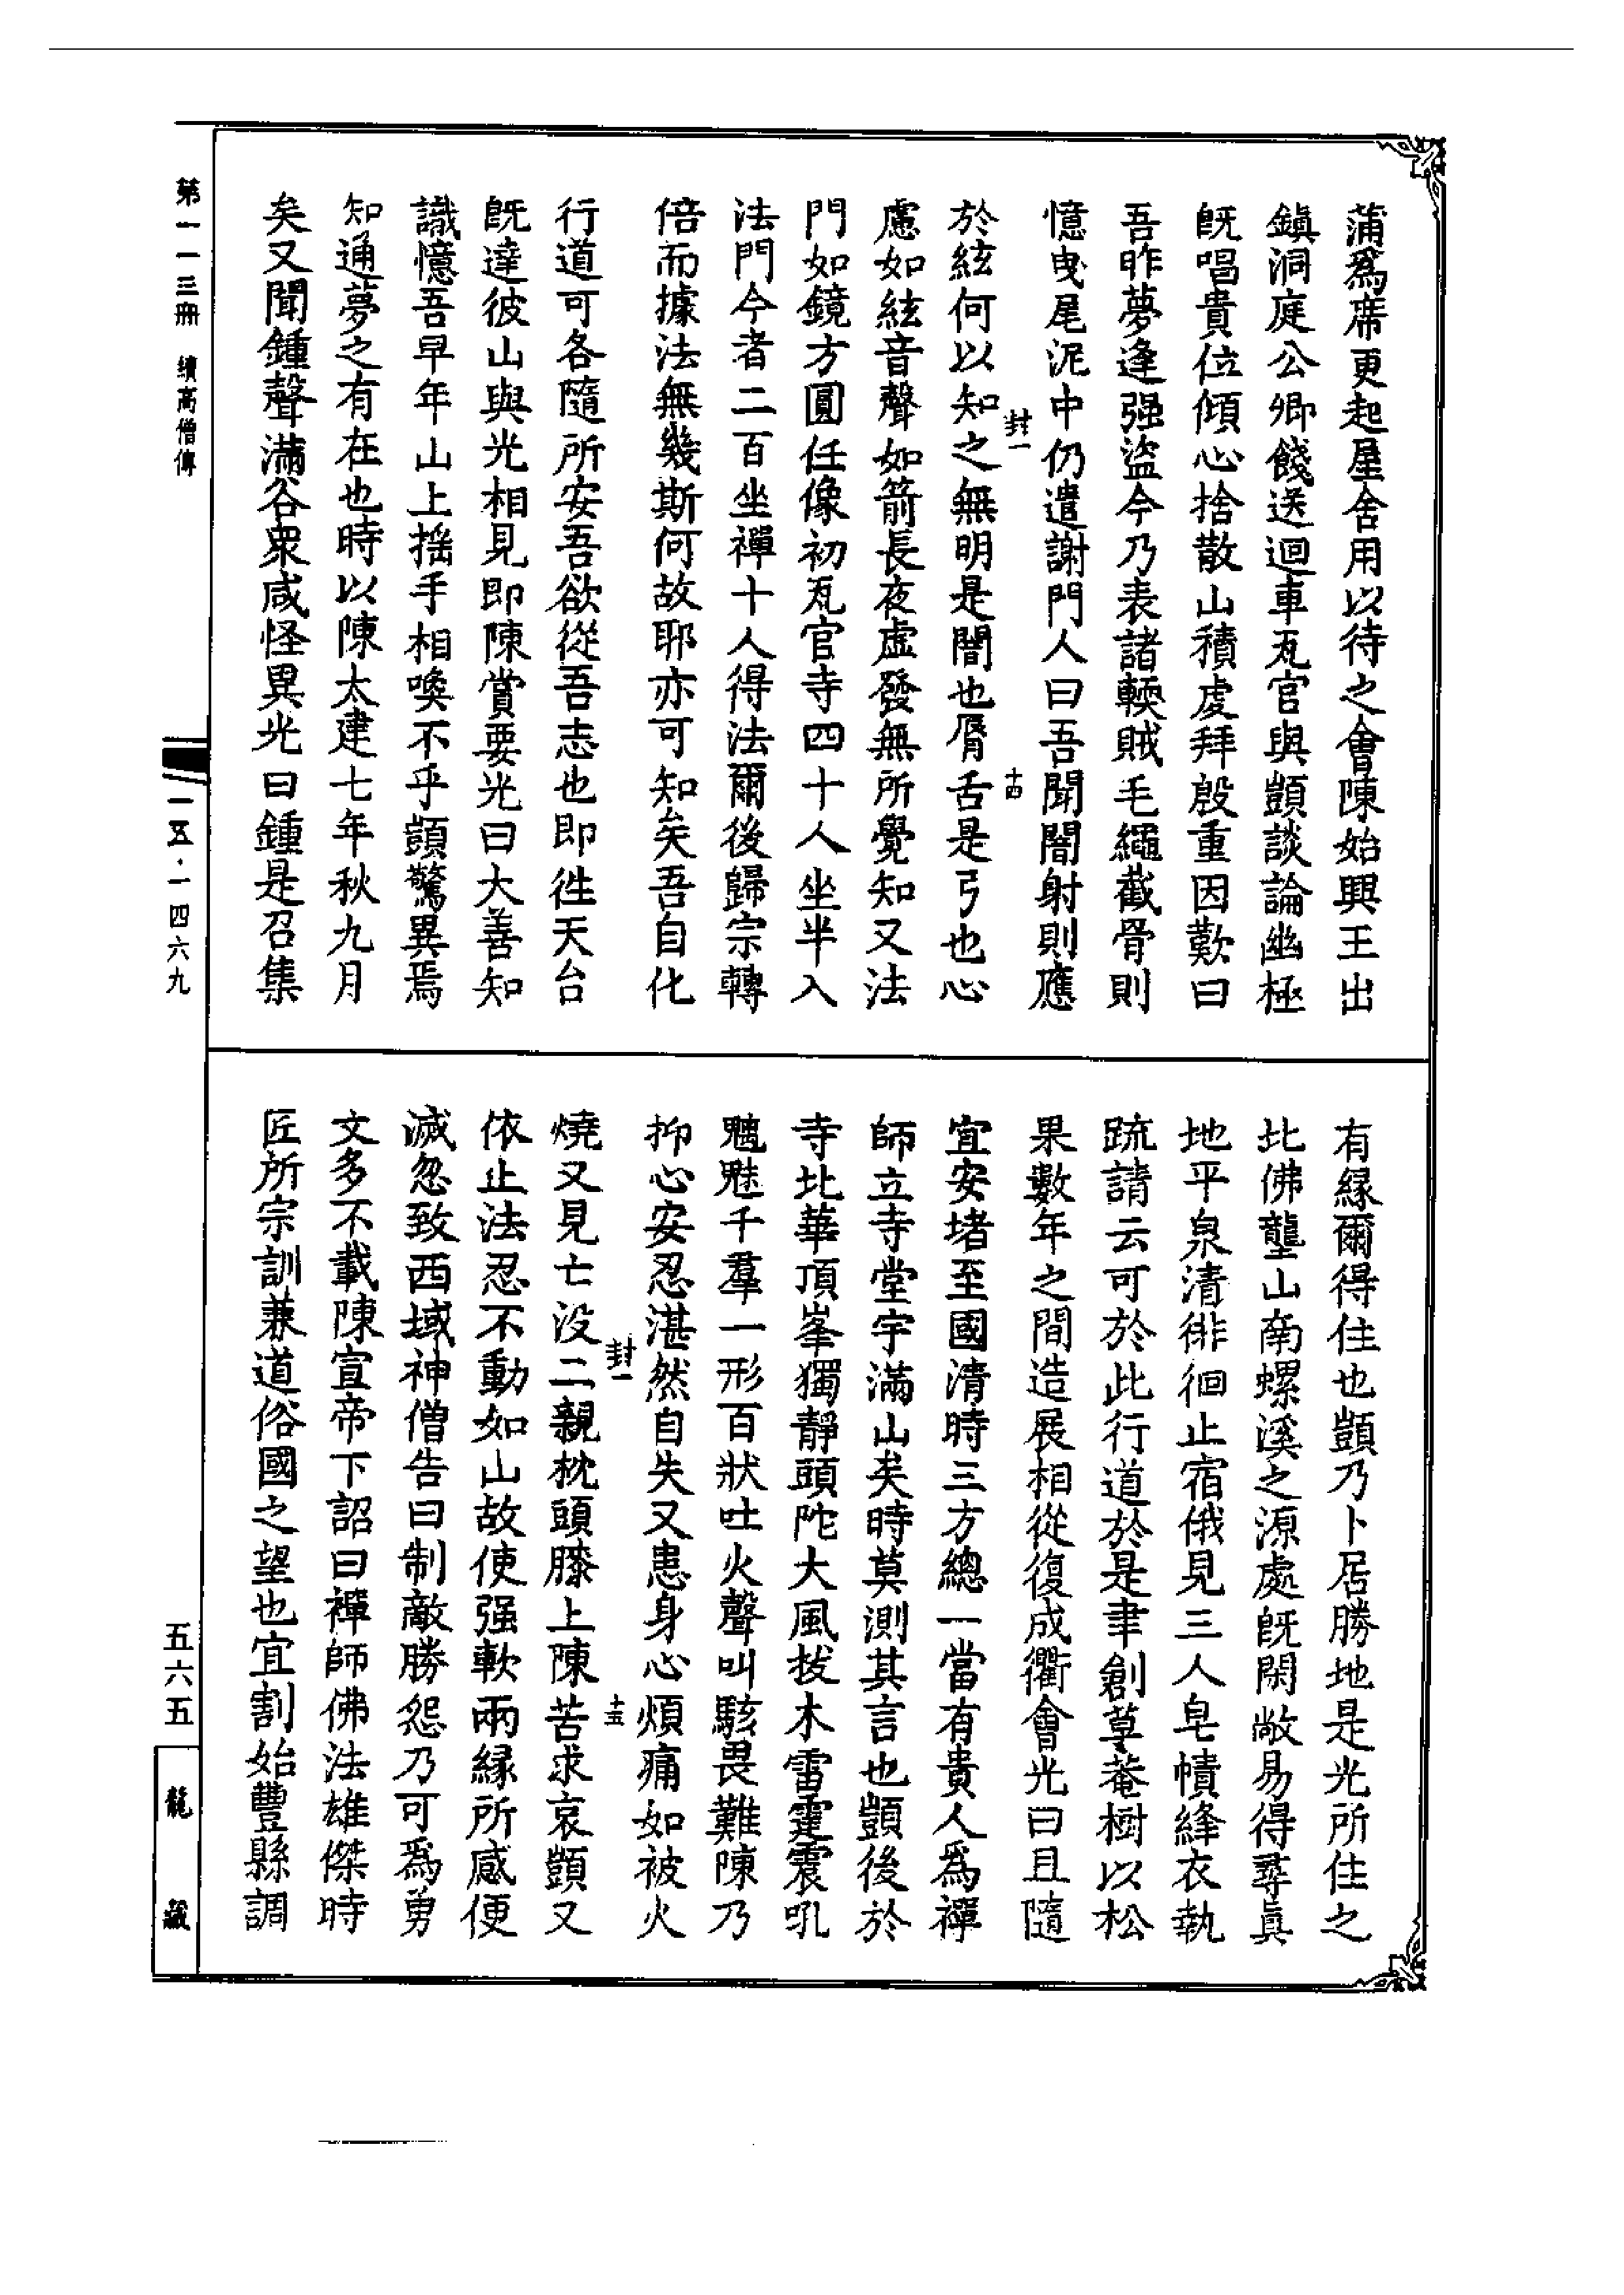 蒲爲席更起屋舍用以待之會陳始興王出
鎭洞庭公卿餞送迴車瓦官與顗談論幽極
旣唱貴位傾心捨散山積虔拜殷重因歎曰
吾昨夢逢强盜今乃表諸輭賊毛繩截骨則
憶曵尾泥中仍遣謝門人曰吾聞闇射則應
封一
十四
於絃何以知之無明是闇也脣舌是弓也心
慮如絃音聲如箭長夜虛發無所覺知又法
門如鏡方圓任像初瓦官寺四十人坐半入
法門今者二百坐禪十人得法爾後歸宗轉
倍而據法無幾斯何故耶亦可知矣吾自化
行道可各隨所安吾欲從吾志也即徃天台
旣達彼山與光相見即陳賞要光曰大善知
識憶吾早年山上揺手相喚不乎顗驚異焉
知通夢之有在也時以陳太建七年秋九月
矣又聞鍾聲滿谷衆咸怪異光曰鍾是召集
有緣爾得住也顗乃卜居勝地是光所住之
北佛壟山南螺溪之源處旣閑敞易得尋眞
地平泉清徘徊止宿俄見三人皂幘絳衣執
䟽請云可於此行道於是聿創草菴樹以松
果數年之間造展相從復成衢會光曰且隨
宜安堵至國清時三方總一當有貴人爲禪
師立寺堂宇滿山矣時莫測其言也顗後於
寺北華頂峯獨靜頭陀大風拔木雷霆震吼
魑魅千羣一形百狀吐火聲叫駭畏難陳乃
抑心安忍湛然自失又患身心煩痛如被火
封一
十五
燒又見亡没二親枕頭膝上陳苦求哀顗又
依止法忍不動如山故使强軟兩緣所感便
滅忽致西域神僧告曰制敵勝怨乃可爲勇
文多不載陳宣帝下詔曰禪師佛法雄傑時
匠所宗訓兼道俗國之望也宜割始豐縣調
第一一三冊 續高僧傳
一五·一四六九
五六五
龍藏